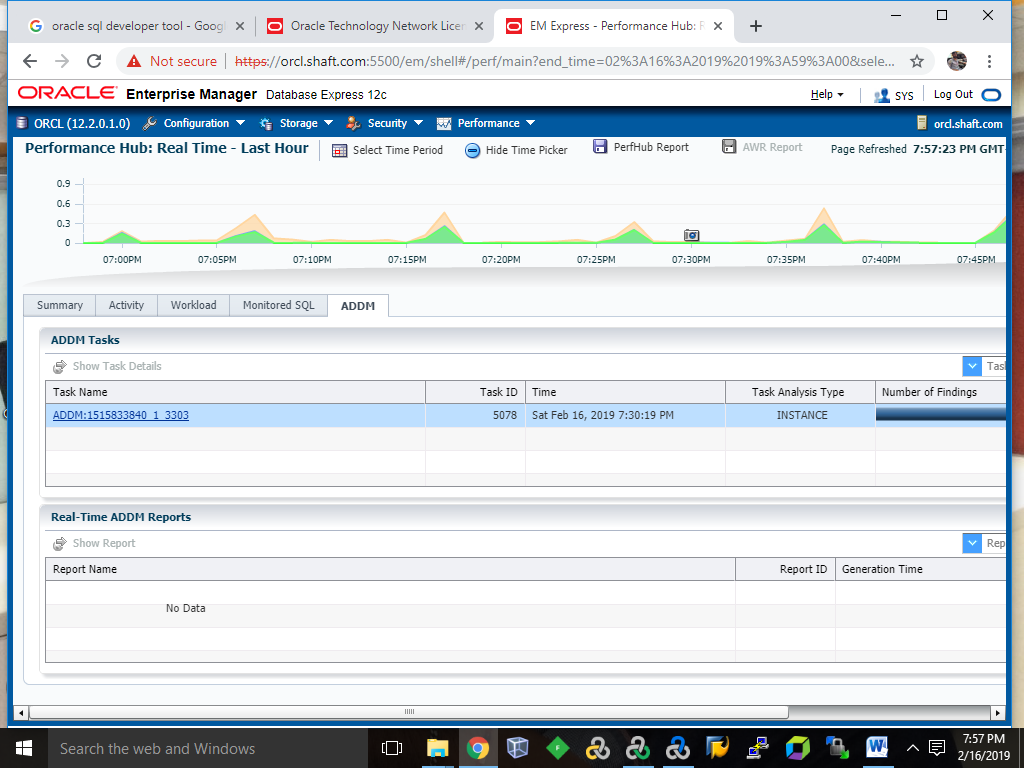 oracle sql developer tool - Goog
Oracle Technology Network Licen
EM Express - Performance Hub: R
Not secure
https://orcl.shaft.com:5500/em/shell#/perf/main?end_time=02%3A16%3A2019%2019%3A59%3A00&sele...
ORACLE Enterprise Manager Database Express 12c
Help
SYS
Log Out
ORCL (12.2.0.1.0)
Configuration
Storage
Security
Performance
orcl.shaft.com
Performance Hub: Real Time - Last Hour
Select Time Period
Hide Time Picker
PerfHub Report
AWR Report
Page Refreshed 7:57:23 PM GMT
0.9
0.6
0.3
0
07:00PM 07:05PM 07:10PM 07:15PM 07:20PM 07:25PM 07:30PM 07:35PM 07:40PM 07:45PM
Summary Activity Workload Monitored SQL ADDM
ADDM Tasks
Show Task Details
Task
Task Name Task ID Time Task Analysis Type Number of Findings
ADDM:1515833840_1_3303 5078 Sat Feb 16, 2019 7:30:19 PM INSTANCE
Real-Time ADDM Reports
Show Report
Rep
Report Name Report ID Generation Time
No Data
Search the web and Windows
7:57 PM
2/16/2019